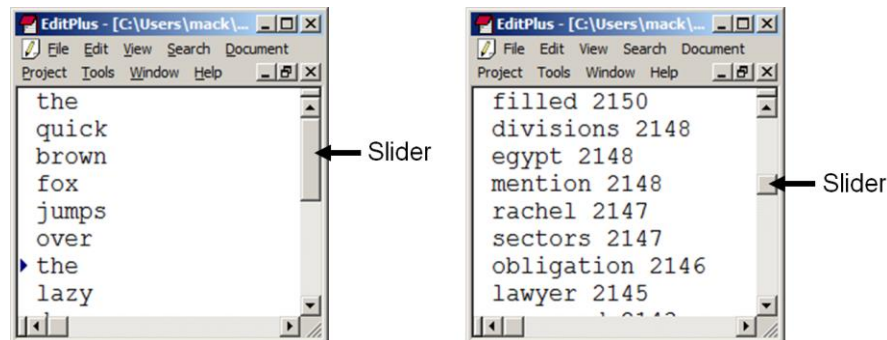 EditPlus - [C:\Users\mack\...
File Edit View Search Document
Project Tools Window Help
the
quick
brown
fox
jumps
over
the
lazy
Slider
EditPlus - [C:\Users\mack\...
File Edit View Search Document
Project Tools Window Help
filled 2150
divisions 2148
egypt 2148
mention 2148
rachel 2147
sectors 2147
obligation 2146
lawyer 2145
Slider